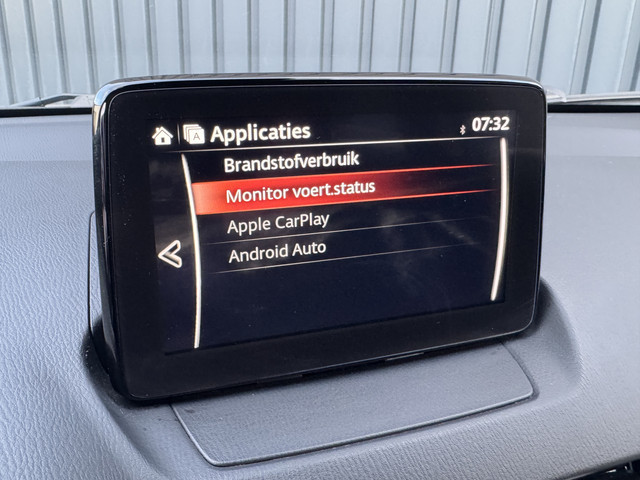 Applicaties 07:32
Brandstofverbruik
Monitor voert.status
Apple CarPlay
Android Auto